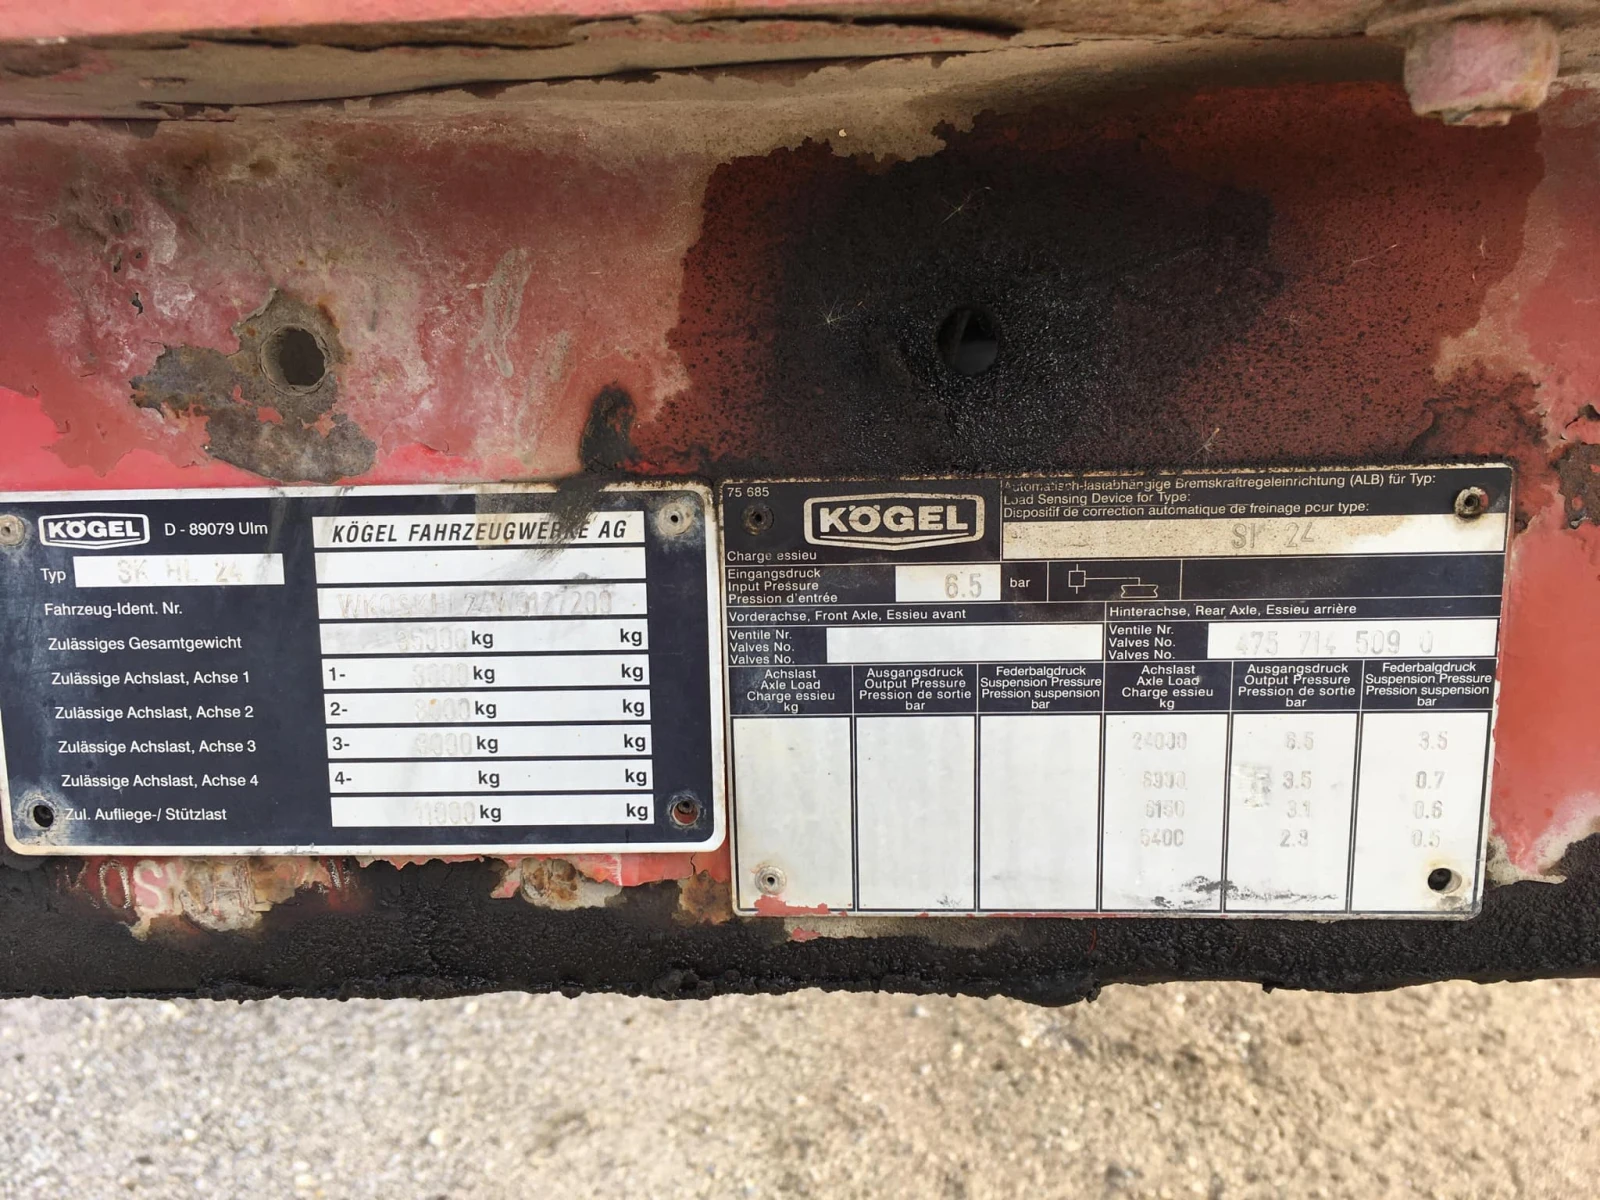 KÖGEL D - 89079 Ulm KÖGEL FAHRZEUGWERKE AG
Typ SK HL 24
Fahrzeug-Ident. Nr.
Zulässiges Gesamtgewicht kg kg
Zulässige Achslast, Achse 1 1- kg kg
Zulässige Achslast, Achse 2 2- kg kg
Zulässige Achslast, Achse 3 3- kg kg
Zulässige Achslast, Achse 4 4- kg kg
Zul. Aufliege-/ Stützlast kg kg
75 685
KÖGEL
Charge essieu
Automatisch-lastabhängige Bremskraftregeleinrichtung (ALB) für Typ:
Load Sensing Device for Type:
Dispositif de correction automatique de freinage pour type:
SK 24
Eingangsdruck
Input Pressure
Pression d'entrée
6.5 bar
Vorderachse, Front Axle, Essieu avant
Ventile Nr.
Valves No.
Valves No.
Hinterachse, Rear Axle, Essieu arrière
Ventile Nr.
Valves No.
Valves No.
475 714 509 0
Achslast
Axle Load
Charge essieu
kg
Ausgangsdruck
Output Pressure
Pression de sortie
bar
Federbalgdruck
Suspension Pressure
Pression suspension
bar
Achslast
Axle Load
Charge essieu
kg
Ausgangsdruck
Output Pressure
Pression de sortie
bar
Federbalgdruck
Suspension Pressure
Pression suspension
bar
24000 6.5 3.5
3.5 0.7
3.1 0.6
2.8 0.5